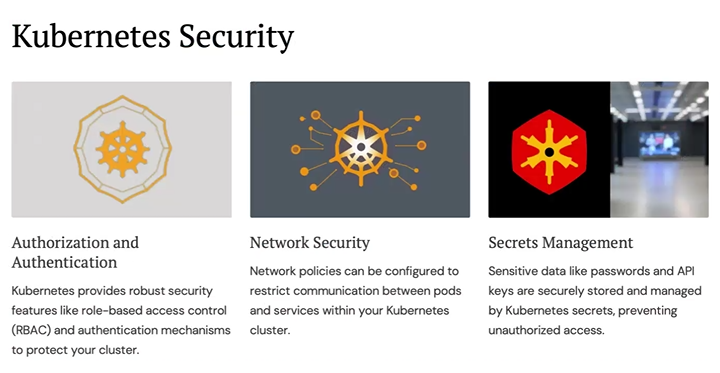 Kubernetes Security
Authorization and
Authentication
Kubernetes provides robust security
features like role-based access control
(RBAC) and authentication mechanisms
to protect your cluster.
Network Security
Network policies can be configured to
restrict communication between pods
and services within your Kubernetes
cluster.
Secrets Management
Sensitive data like passwords and API
keys are securely stored and managed
by Kubernetes secrets, preventing
unauthorized access.